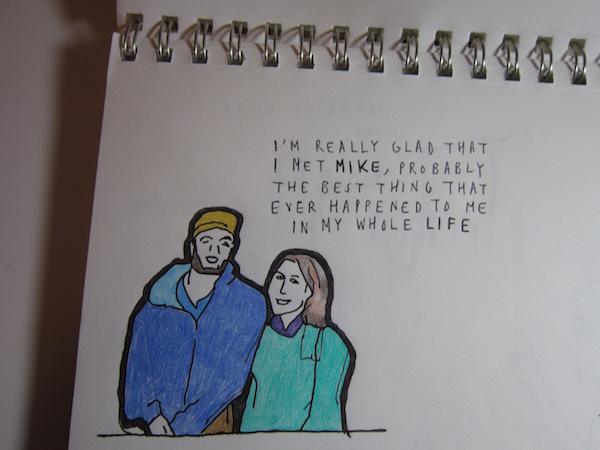 I'M REALLY GLAD THAT
I MET MIKE, PROBABLY
THE BEST THING THAT
EVER HAPPENED TO ME
IN MY WHOLE LIFE